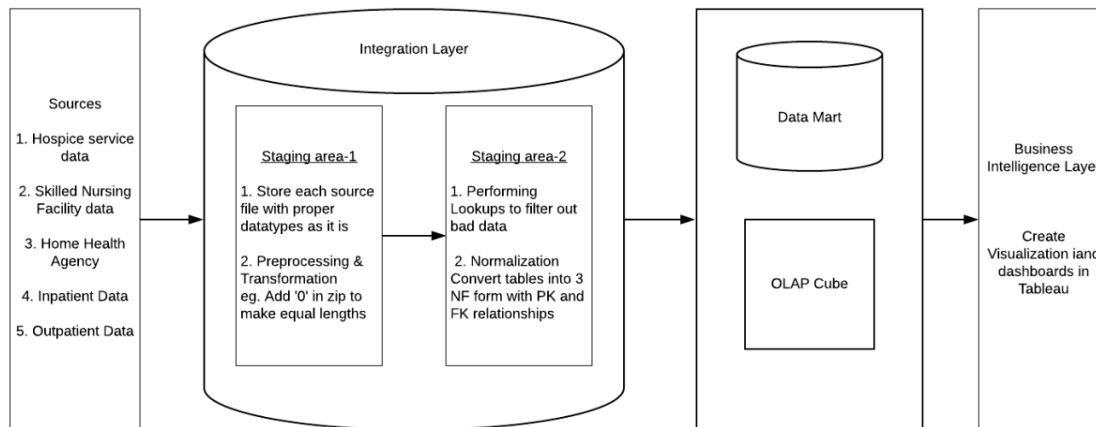 Sources
1. Hospice service
data
2. Skilled Nursing
Facility data
3. Home Health
Agency
4. Inpatient Data
5. Outpatient Data
Integration Layer
Staging area-1
1. Store each source
file with proper
datatypes as it is
2. Preprocessing &
Transformation
eg. Add '0' in zip to
make equal lengths
Staging area-2
1. Performing
Lookups to filter out
bad data
2. Normalization
Convert tables into 3
NF form with PK and
FK relationships
Data Mart
OLAP Cube
Business
Intelligence Layer
Create
Visualization iand
dashboards in
Tableau